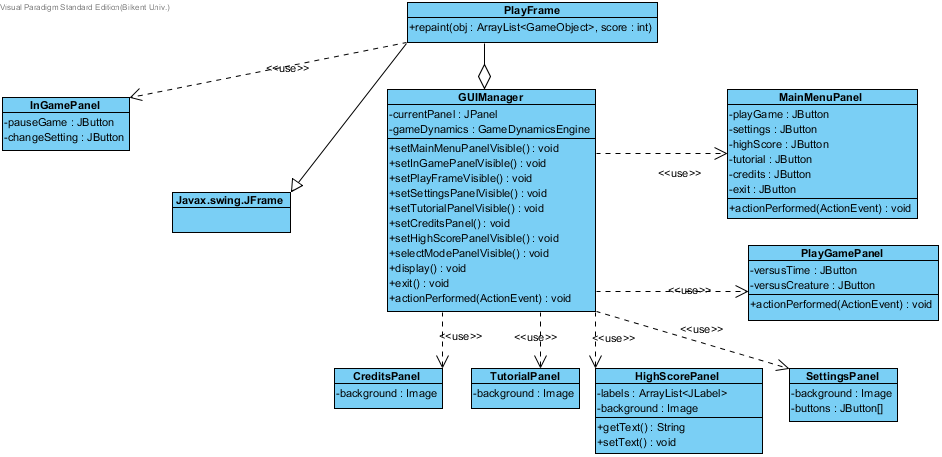 Visual Paradigm Standard Edition(Bilkent Univ.)
PlayFrame
+repaint(obj : ArrayList<GameObject>, score : int)
<<use>>
InGamePanel
-pauseGame : JButton
-changeSetting : JButton
Javax.swing.JFrame
GUIManager
-currentPanel : JPanel
-gameDynamics : GameDynamicsEngine
+setMainMenuPanelVisible() : void
+setInGamePanelVisible() : void
+setPlayFrameVisible() : void
+setSettingsPanelVisible() : void
+setTutorialPanelVisible() : void
+setCreditsPanel() : void
+setHighScorePanelVisible() : void
+selectModePanelVisible() : void
+display() : void
+exit() : void
+actionPerformed(ActionEvent) : void
<<use>>
MainMenuPanel
-playGame : JButton
-settings : JButton
-highScore : JButton
-tutorial : JButton
-credits : JButton
-exit : JButton
+actionPerformed(ActionEvent) : void
<<use>>
PlayGamePanel
-versusTime : JButton
-versusCreature : JButton
+actionPerformed(ActionEvent) : void
<<use>>
<<use>>
<<use>>
<<use>>
CreditsPanel
-background : Image
TutorialPanel
-background : Image
HighScorePanel
-labels : ArrayList<JLabel>
-background : Image
+getText() : String
+setText() : void
SettingsPanel
-background : Image
-buttons : JButton[]